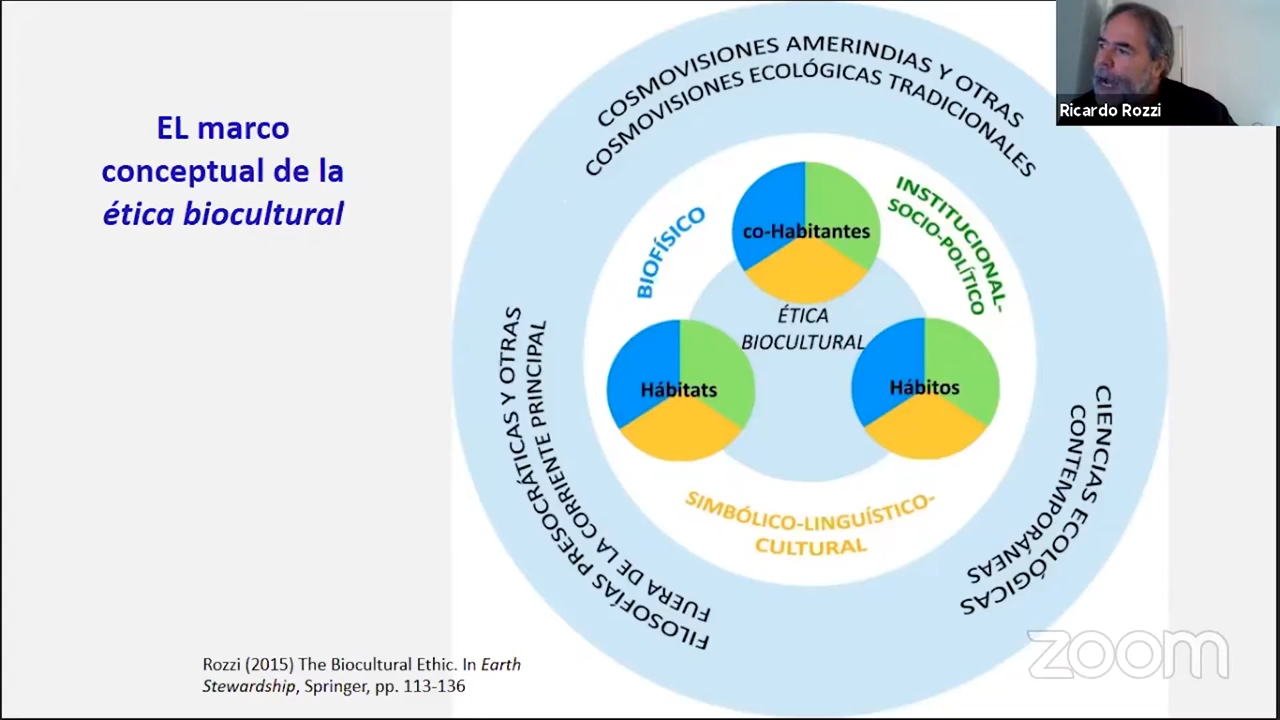 EL marco
conceptual de la
ética biocultural
COSMOVISIONES AMERINDIAS Y OTRAS
COSMOVISIONES ECOLÓGICAS TRADICIONALES
Ricardo Rozzi
BIOFÍSICO
INSTITUCIONAL-
SOCIO-POLÍTICO
co-Habitantes
ÉTICA
BIOCULTURAL
Hábitats
Hábitos
SIMBÓLICO-LINGUÍSTICO-
CULTURAL
FILOSOFÍAS PRESOCRÁTICAS Y OTRAS
FUERA DE LA CORRIENTE PRINCIPAL
CIENCIAS ECOLÓGICAS
CONTEMPORÁNEAS
Rozzi (2015) The Biocultural Ethic. In Earth
Stewardship, Springer, pp. 113-136
zoom